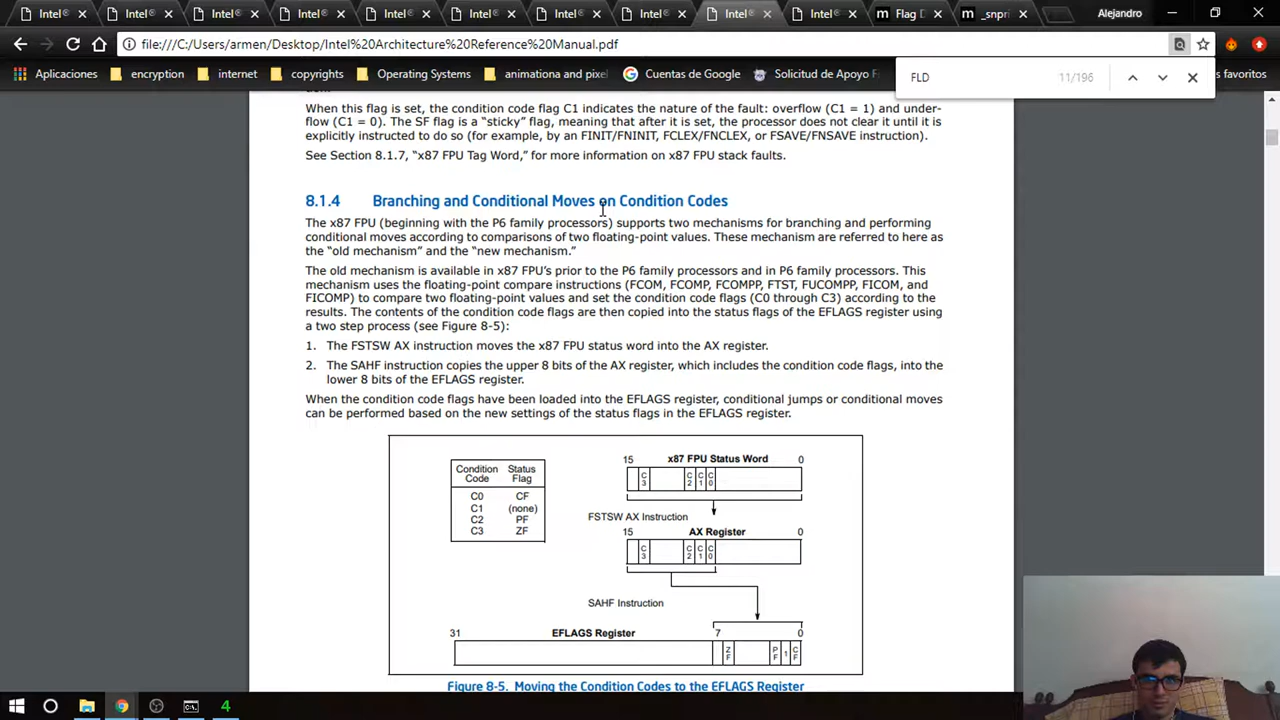 Intel® Intel® Intel® Intel® Intel® Intel® Intel® Intel® Intel® Intel® Flag D _snpri Alejandro
file:///C:/Users/armen/Desktop/Intel%20Architecture%20Reference%20Manual.pdf
Aplicaciones encryption internet copyrights Operating Systems animationa and pixel Cuentas de Google Solicitud de Apoyo F s favoritos
FLD 11/196
When this flag is set, the condition code flag C1 indicates the nature of the fault: overflow (C1 = 1) and under-
flow (C1 = 0). The SF flag is a “sticky” flag, meaning that after it is set, the processor does not clear it until it is
explicitly instructed to do so (for example, by an FINIT/FNINIT, FCLEX/FNCLEX, or FSAVE/FNSAVE instruction).
See Section 8.1.7, “x87 FPU Tag Word,” for more information on x87 FPU stack faults.
8.1.4 Branching and Conditional Moves on Condition Codes
The x87 FPU (beginning with the P6 family processors) supports two mechanisms for branching and performing
conditional moves according to comparisons of two floating-point values. These mechanism are referred to here as
the “old mechanism” and the “new mechanism.”
The old mechanism is available in x87 FPU’s prior to the P6 family processors and in P6 family processors. This
mechanism uses the floating-point compare instructions (FCOM, FCOMP, FCOMPP, FTST, FUCOMPP, FICOM, and
FICOMP) to compare two floating-point values and set the condition code flags (C0 through C3) according to the
results. The contents of the condition code flags are then copied into the status flags of the EFLAGS register using
a two step process (see Figure 8-5):
1. The FSTSW AX instruction moves the x87 FPU status word into the AX register.
2. The SAHF instruction copies the upper 8 bits of the AX register, which includes the condition code flags, into the
lower 8 bits of the EFLAGS register.
When the condition code flags have been loaded into the EFLAGS register, conditional jumps or conditional moves
can be performed based on the new settings of the status flags in the EFLAGS register.
Condition Status
Code Flag
C0 CF
C1 (none)
C2 PF
C3 ZF
15 x87 FPU Status Word 0
C3 C2 C1 C0
FSTSW AX Instruction
15 AX Register 0
C3 C2 C1 C0
SAHF Instruction
31 EFLAGS Register 7 0
ZF PF 1 CF
Figure 8-5. Moving the Condition Codes to the EFLAGS Register